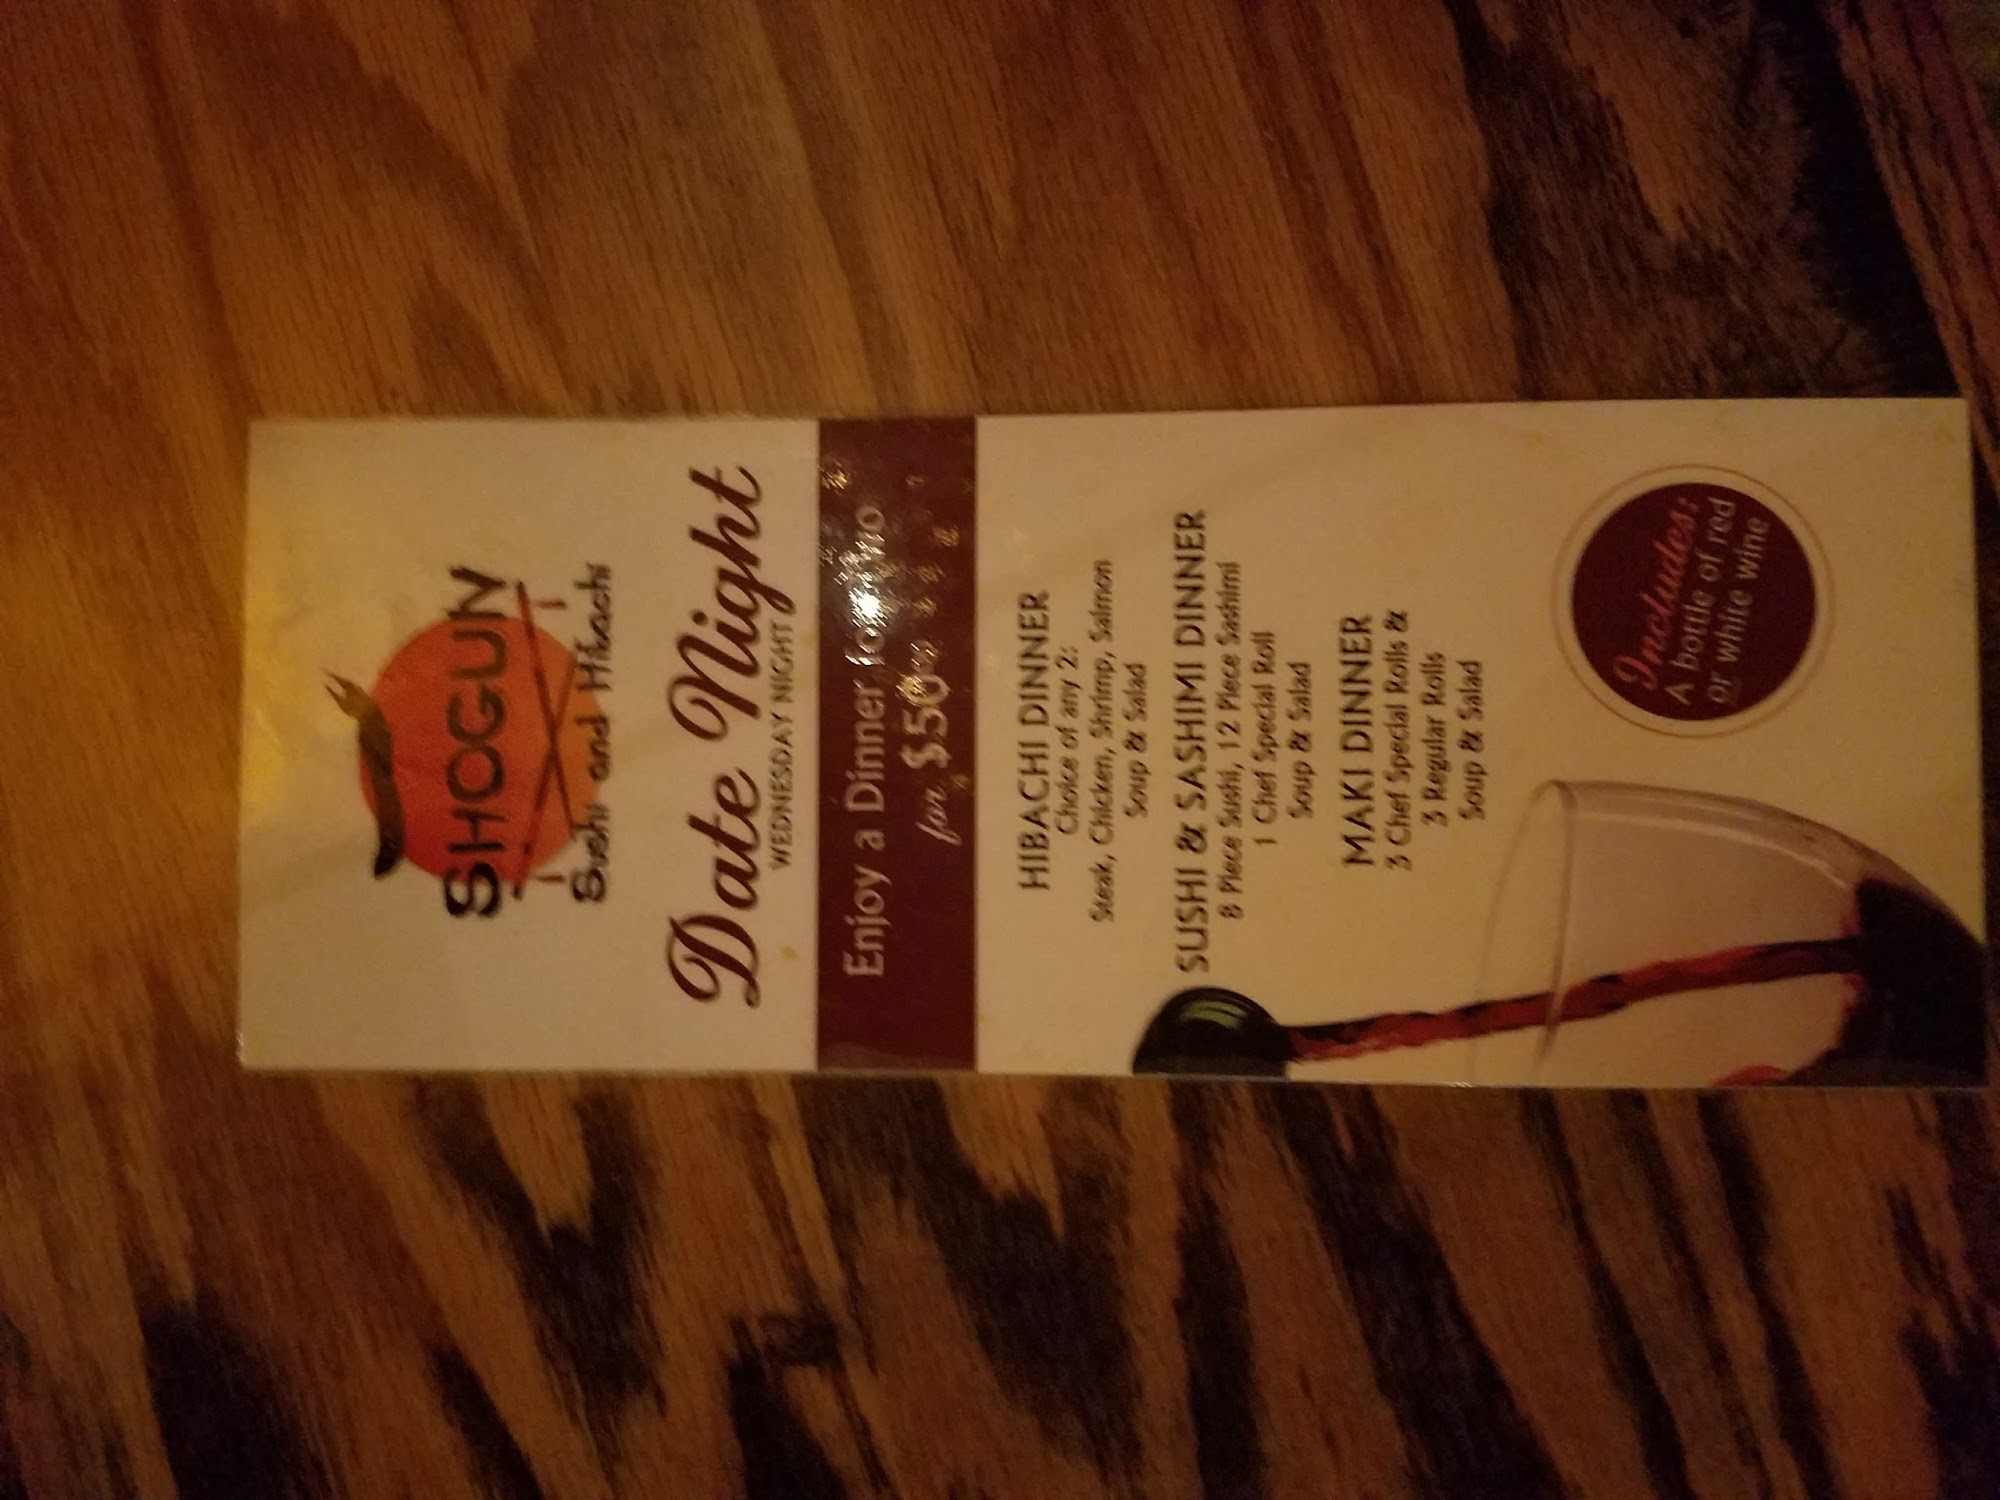 SHOGUN
Sushi and Hibachi
Date Night
WEDNESDAY NIGHT
Enjoy a Dinner for
for $50
HIBACHI DINNER
Choice of any 2:
Steak, Chicken, Shrimp, Salmon
Soup & Salad
SUSHI & SASHIMI DINNER
8 Piece Sushi, 12 Piece Sashimi
1 Chef Special Roll
Soup & Salad
MAKI DINNER
3 Chef Special Rolls &
3 Regular Rolls
Soup & Salad
Includes:
A bottle of red
or white wine